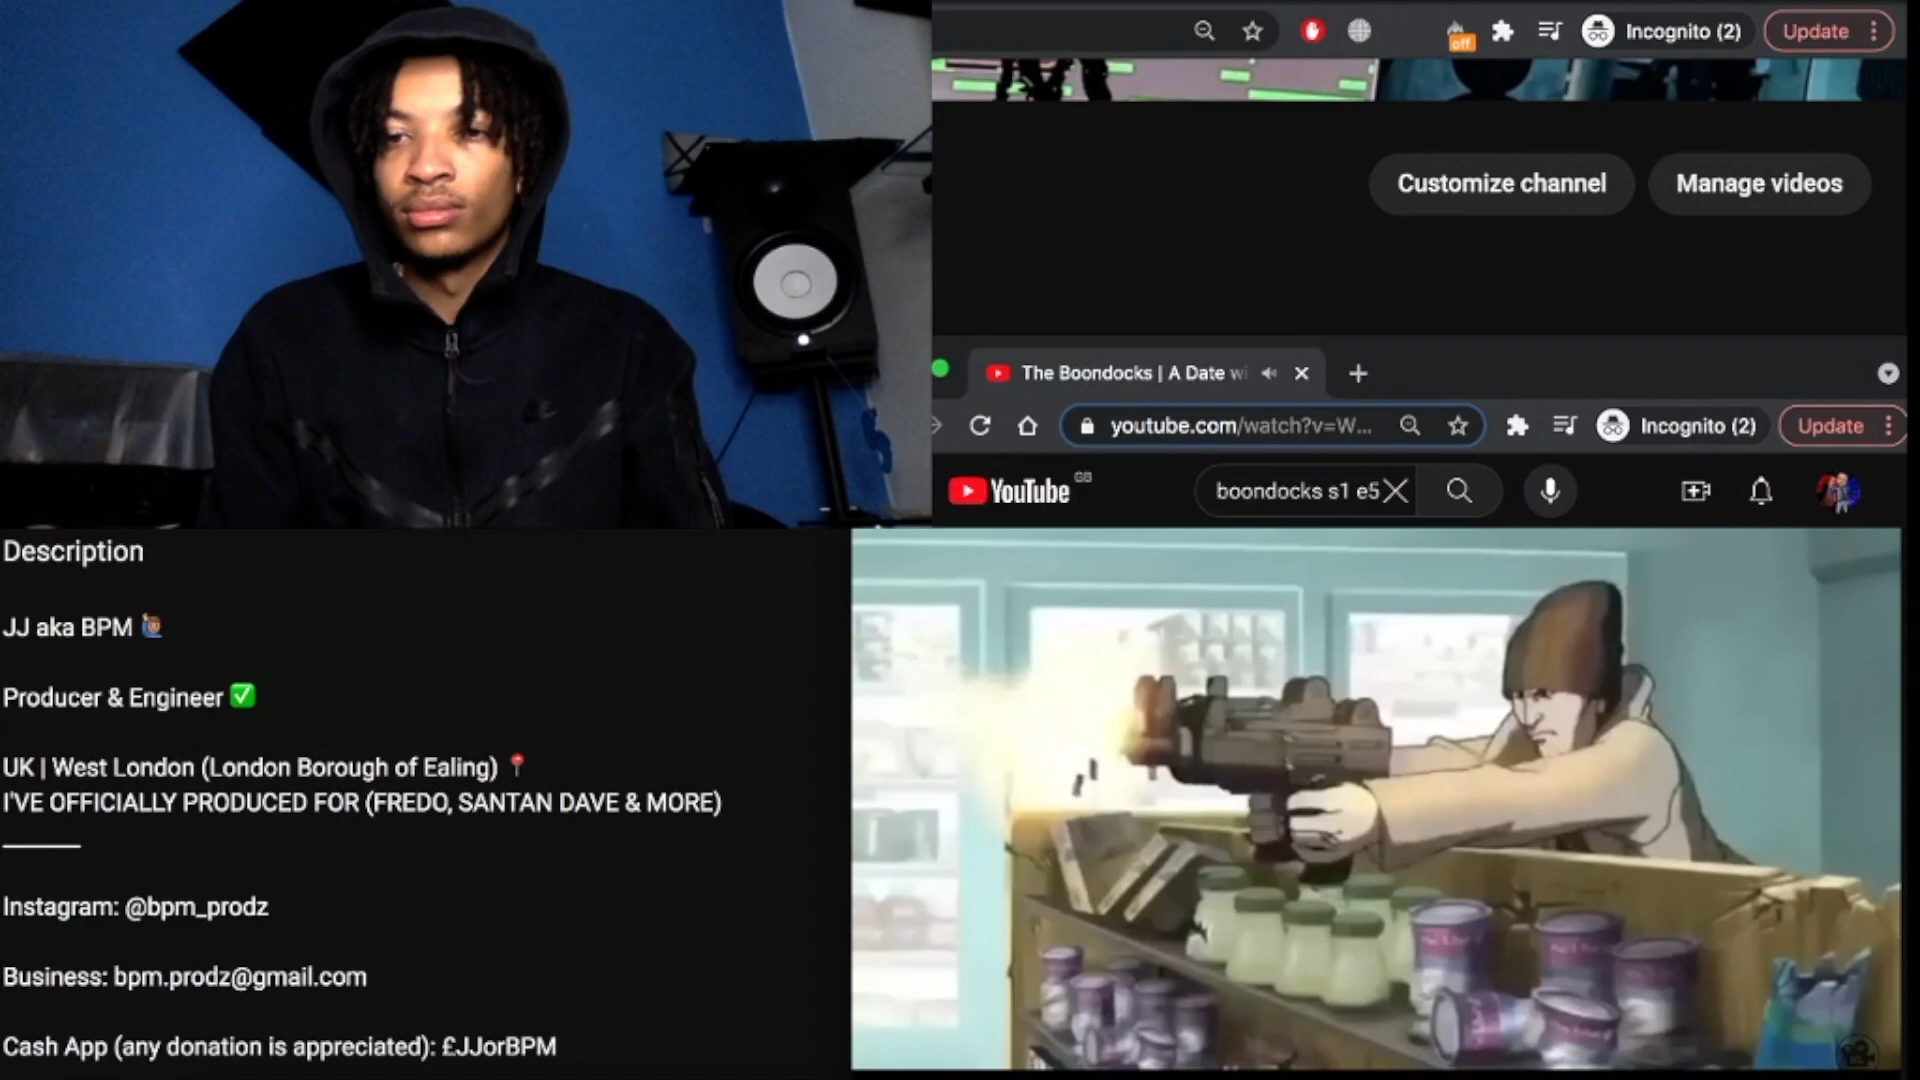 off
Incognito (2)
Update
Customize channel
Manage videos
The Boondocks | A Date wi
youtube.com/watch?v=W...
Incognito (2)
Update
YouTube GB
boondocks s1 e5
Description
JJ aka BPM 🙋🏽‍♂️
Producer & Engineer ✅
UK | West London (London Borough of Ealing) 📍
I'VE OFFICIALLY PRODUCED FOR (FREDO, SANTAN DAVE & MORE)
Instagram: @bpm_prodz
Business: bpm.prodz@gmail.com
Cash App (any donation is appreciated): £JJorBPM